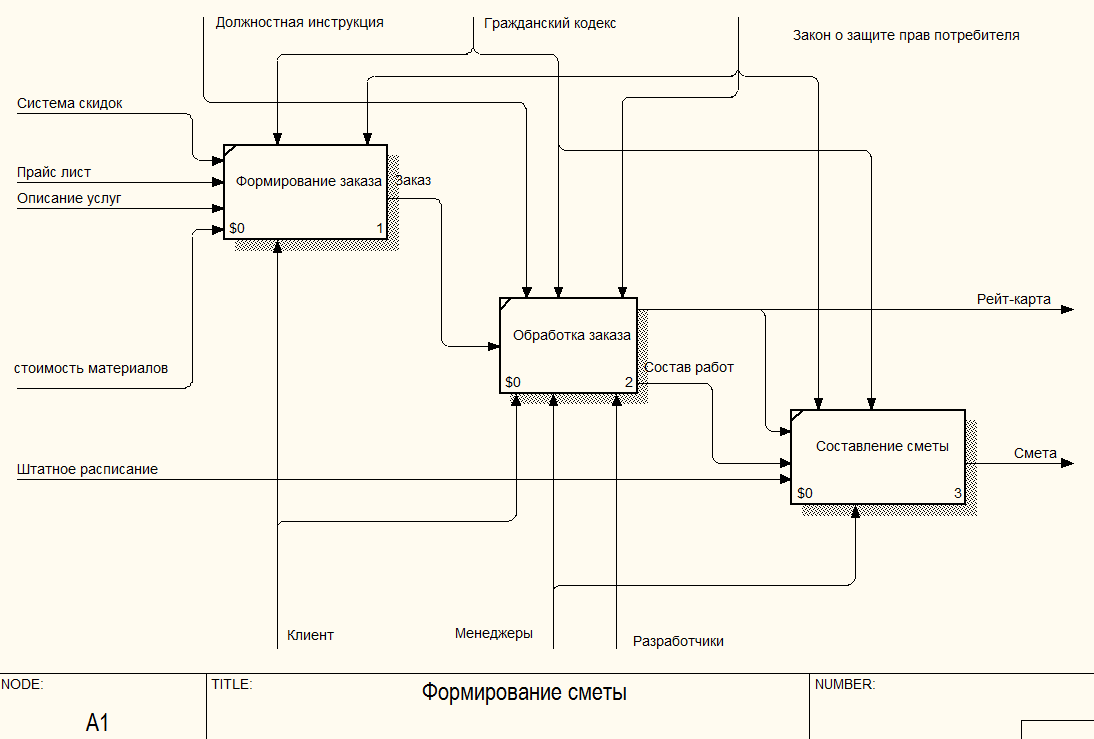 Должностная инструкция
Гражданский кодекс
Закон о защите прав потребителя
Система скидок
Прайс лист
Описание услуг
Формирование заказа
$0
1
Заказ
стоимость материалов
Обработка заказа
$0
2
Рейт-карта
Состав работ
Штатное расписание
Составление сметы
$0
3
Смета
Клиент
Менеджеры
Разработчики
NODE:
A1
TITLE:
Формирование сметы
NUMBER: